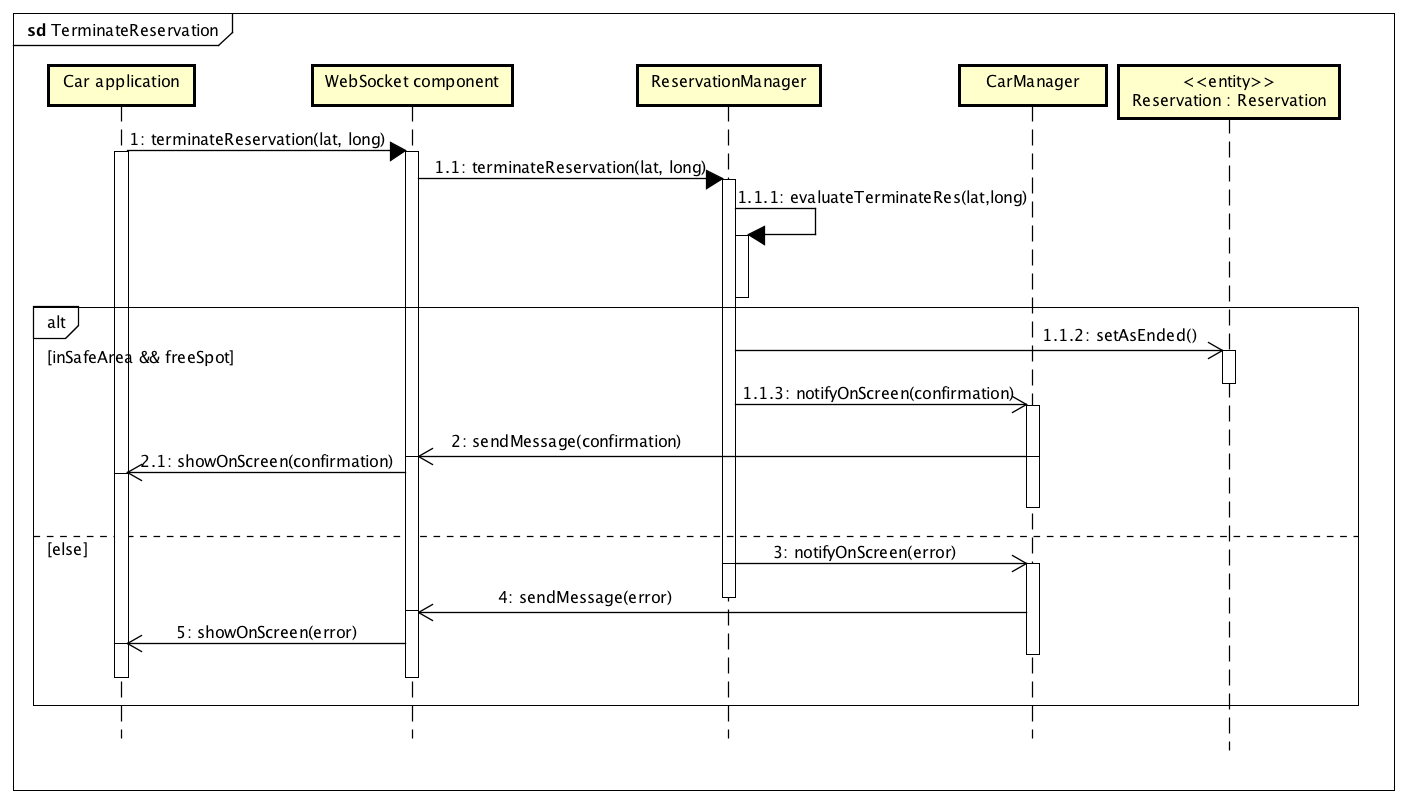 sd TerminateReservation
Car application
WebSocket component
ReservationManager
CarManager
<<entity>>
Reservation : Reservation
1: terminateReservation(lat, long)
1.1: terminateReservation(lat, long)
1.1.1: evaluateTerminateRes(lat,long)
alt
1.1.2: setAsEnded()
[inSafeArea && freeSpot]
1.1.3: notifyOnScreen(confirmation)
2: sendMessage(confirmation)
2.1: showOnScreen(confirmation)
[else]
3: notifyOnScreen(error)
4: sendMessage(error)
5: showOnScreen(error)